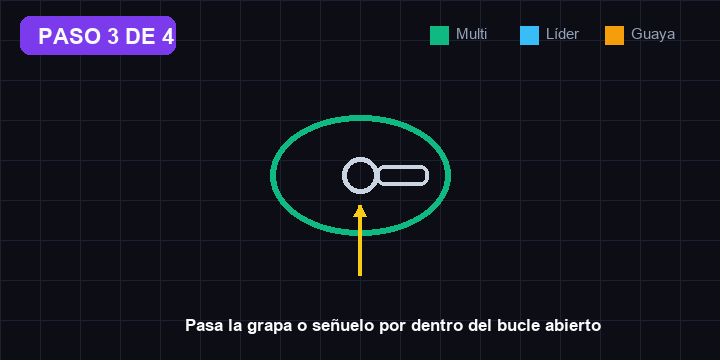 PASO 3 DE 4
Multi
Líder
Guaya
Pasa la grapa o señuelo por dentro del bucle abierto